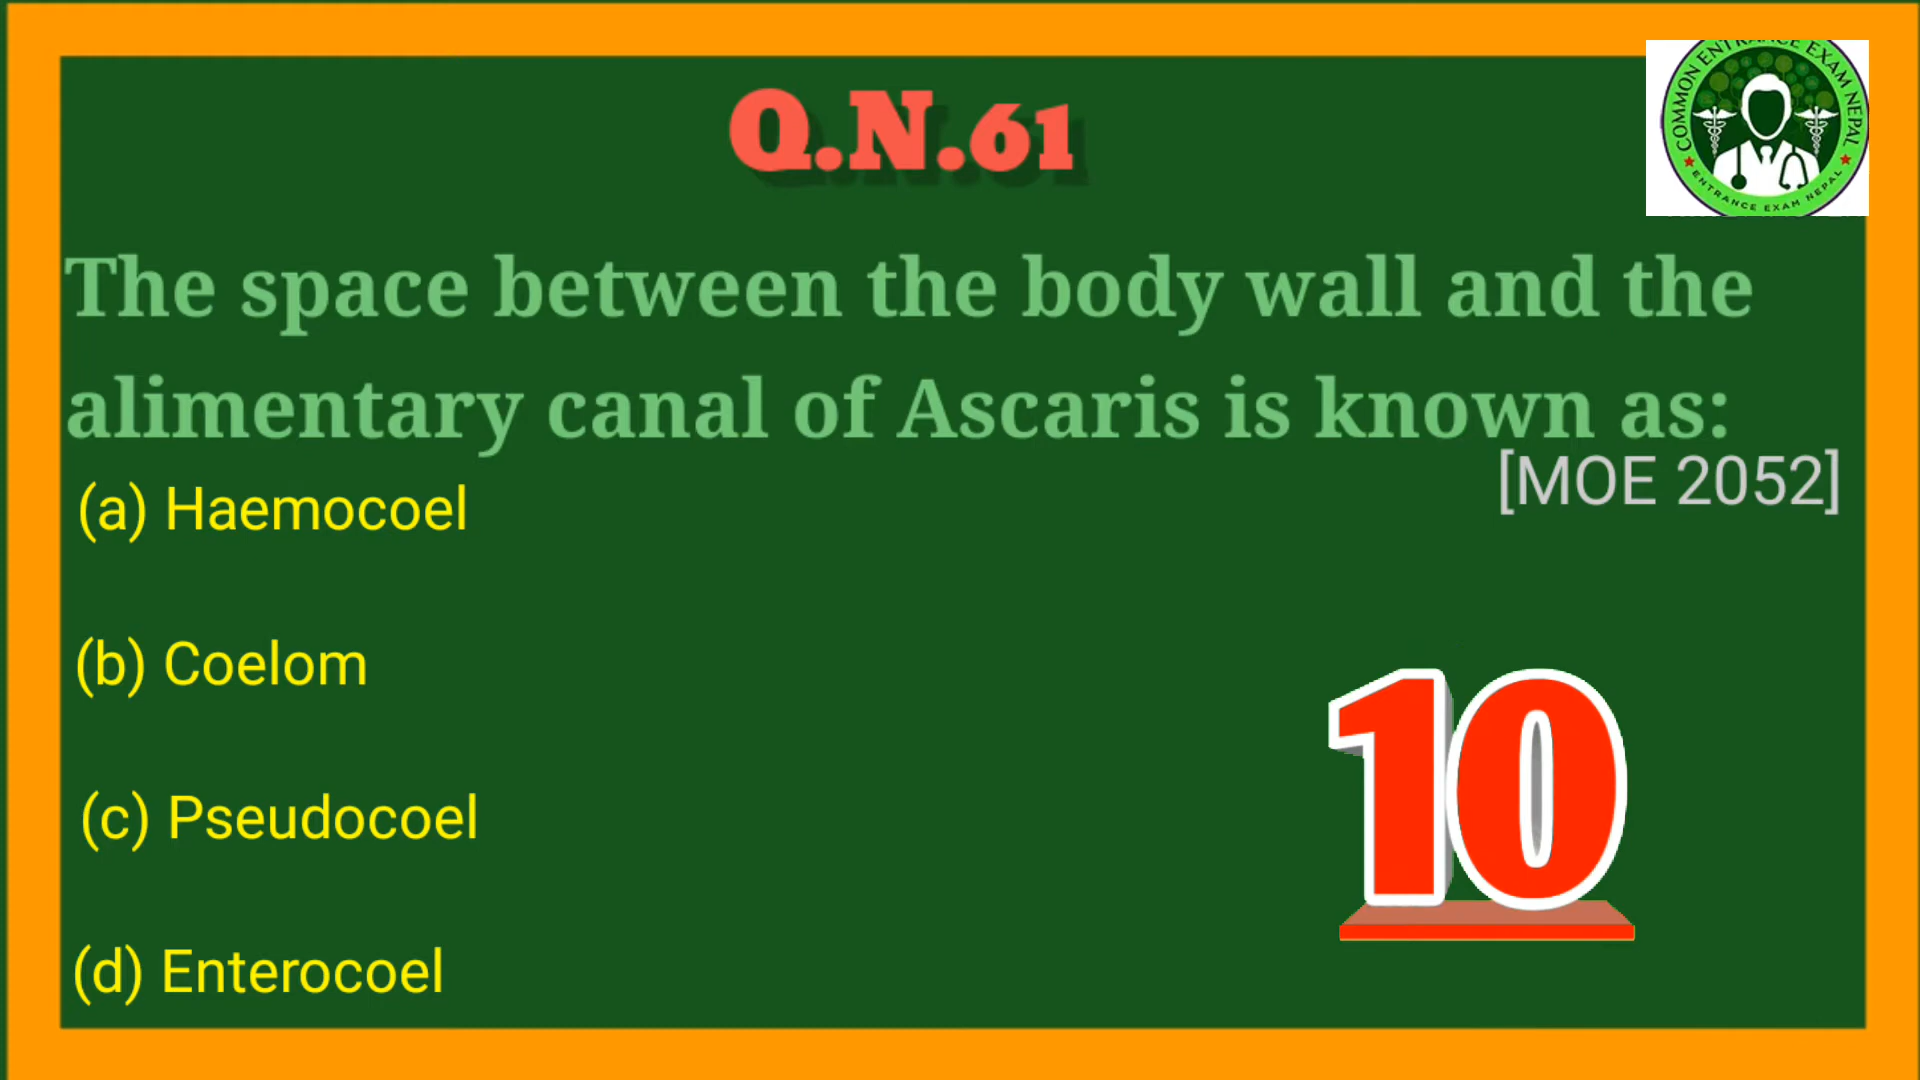 COMMON ENTRANCE EXAM NEPAL
ENTRANCE EXAM NEPAL
Q.N.61
The space between the body wall and the
alimentary canal of Ascaris is known as:
[MOE 2052]
(a) Haemocoel
(b) Coelom
(c) Pseudocoel
(d) Enterocoel
10